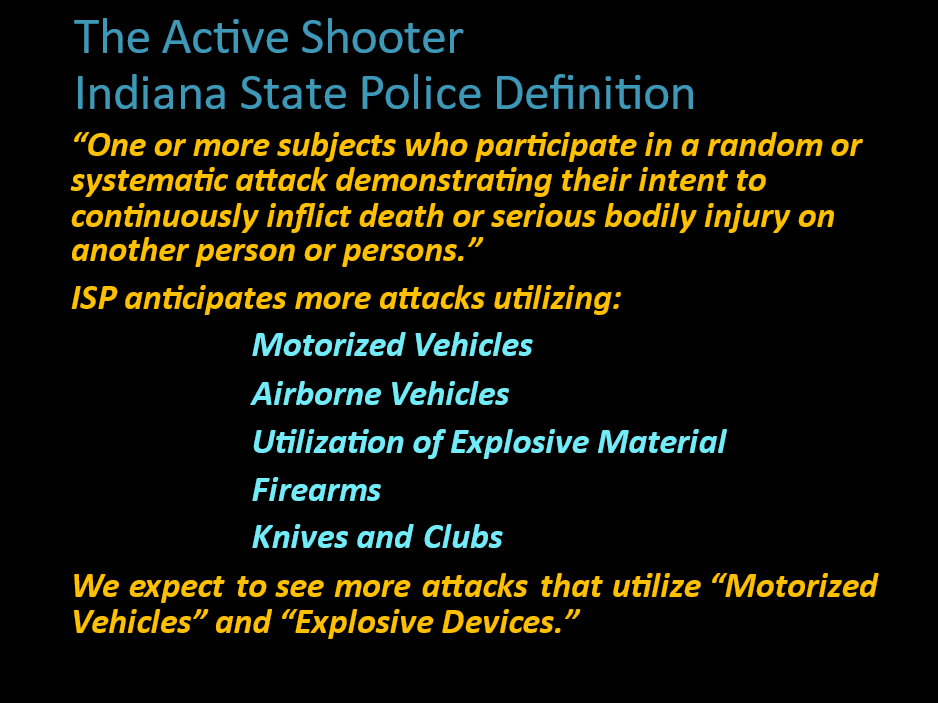 The Active Shooter
Indiana State Police Definition
“One or more subjects who participate in a random or
systematic attack demonstrating their intent to
continuously inflict death or serious bodily injury on
another person or persons.”
ISP anticipates more attacks utilizing:
Motorized Vehicles
Airborne Vehicles
Utilization of Explosive Material
Firearms
Knives and Clubs
We expect to see more attacks that utilize “Motorized
Vehicles” and “Explosive Devices.”